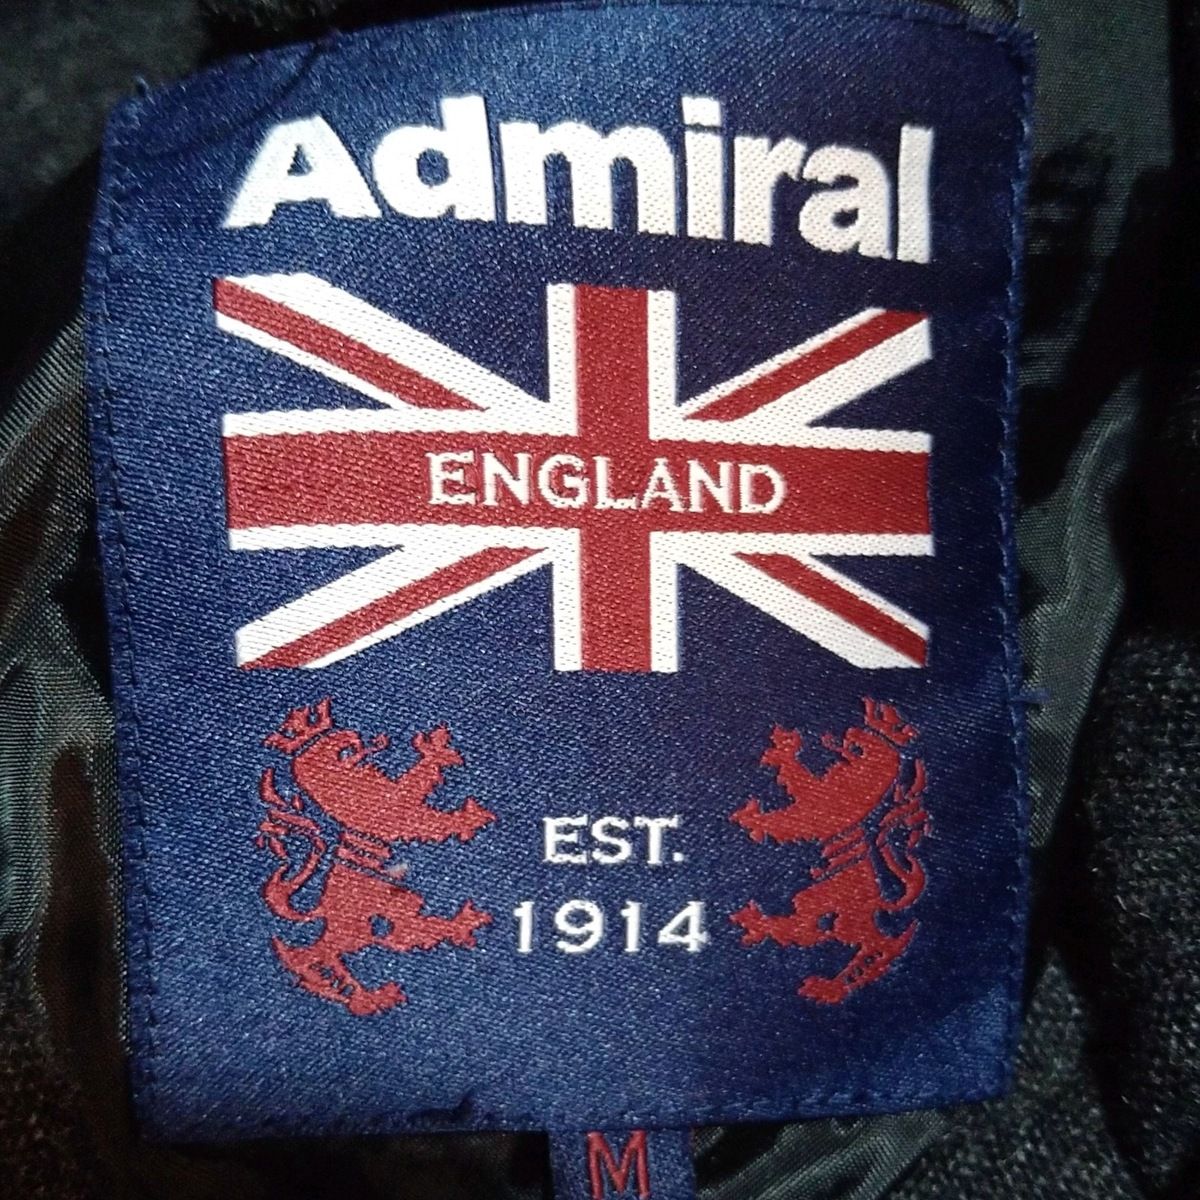 Admiral
ENGLAND
EST.
1914
M